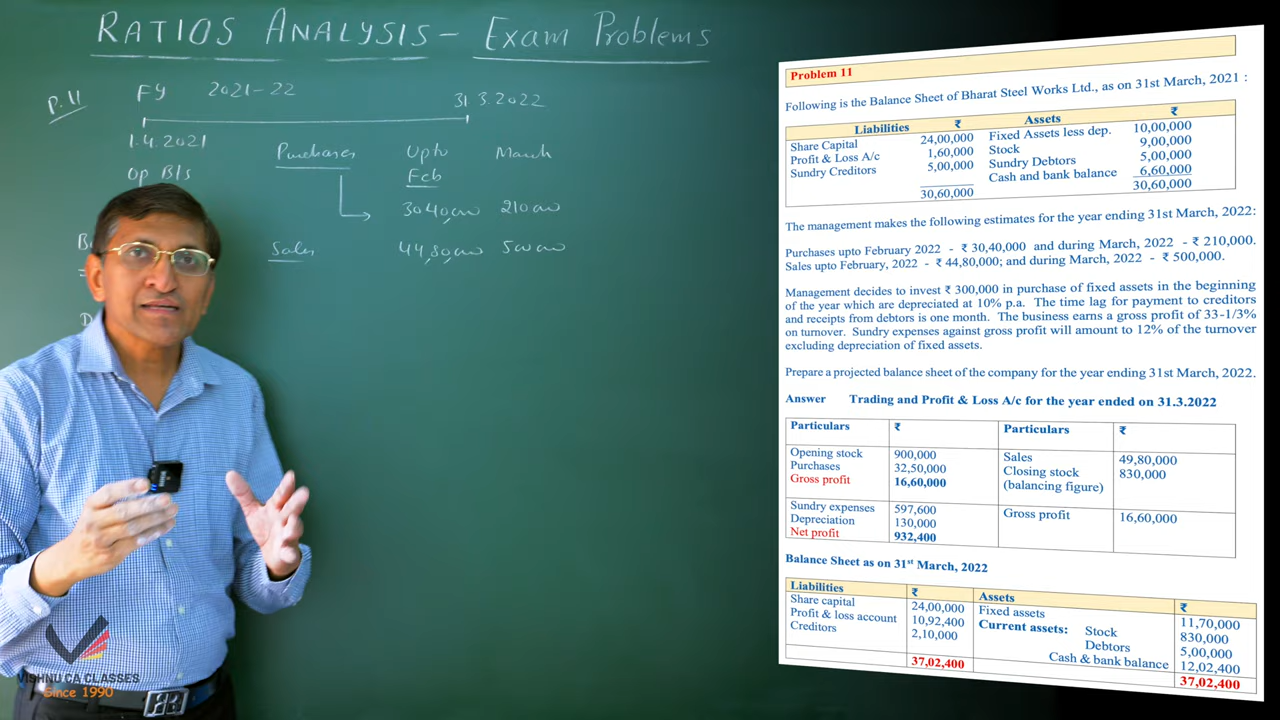 RATIOS ANALYSIS - Exam Problems
P.11 FY 2021-22
31 3.2022
1.4.2021
Op B/s
Purchases Upto March
Feb
3040,000 210000
Sales 44,80,000 500000
Problem 11
Following is the Balance Sheet of Bharat Steel Works Ltd., as on 31st March, 2021 :
Liabilities ₹ Assets ₹
Share Capital 24,00,000 Fixed Assets less dep. 10,00,000
Profit & Loss A/c 1,60,000 Stock 9,00,000
Sundry Creditors 5,00,000 Sundry Debtors 5,00,000
Cash and bank balance 6,60,000
30,60,000 30,60,000
The management makes the following estimates for the year ending 31st March, 2022:
Purchases upto February 2022 - ₹ 30,40,000 and during March, 2022 - ₹ 210,000.
Sales upto February, 2022 - ₹ 44,80,000; and during March, 2022 - ₹ 500,000.
Management decides to invest ₹ 300,000 in purchase of fixed assets in the beginning
of the year which are depreciated at 10% p.a. The time lag for payment to creditors
and receipts from debtors is one month. The business earns a gross profit of 33-1/3%
on turnover. Sundry expenses against gross profit will amount to 12% of the turnover
excluding depreciation of fixed assets.
Prepare a projected balance sheet of the company for the year ending 31st March, 2022.
Answer Trading and Profit & Loss A/c for the year ended on 31.3.2022
Particulars ₹ Particulars ₹
Opening stock 900,000 Sales 49,80,000
Purchases 32,50,000 Closing stock 830,000
Gross profit 16,60,000 (balancing figure)
Sundry expenses 597,600 Gross profit 16,60,000
Depreciation 130,000
Net profit 932,400
Balance Sheet as on 31st March, 2022
Liabilities ₹ Assets ₹
Share capital 24,00,000 Fixed assets 11,70,000
Profit & loss account 10,92,400 Current assets: Stock 830,000
Creditors 2,10,000 Debtors 5,00,000
Cash & bank balance 12,02,400
37,02,400 37,02,400
VISHNU CA CLASSES
Since 1990